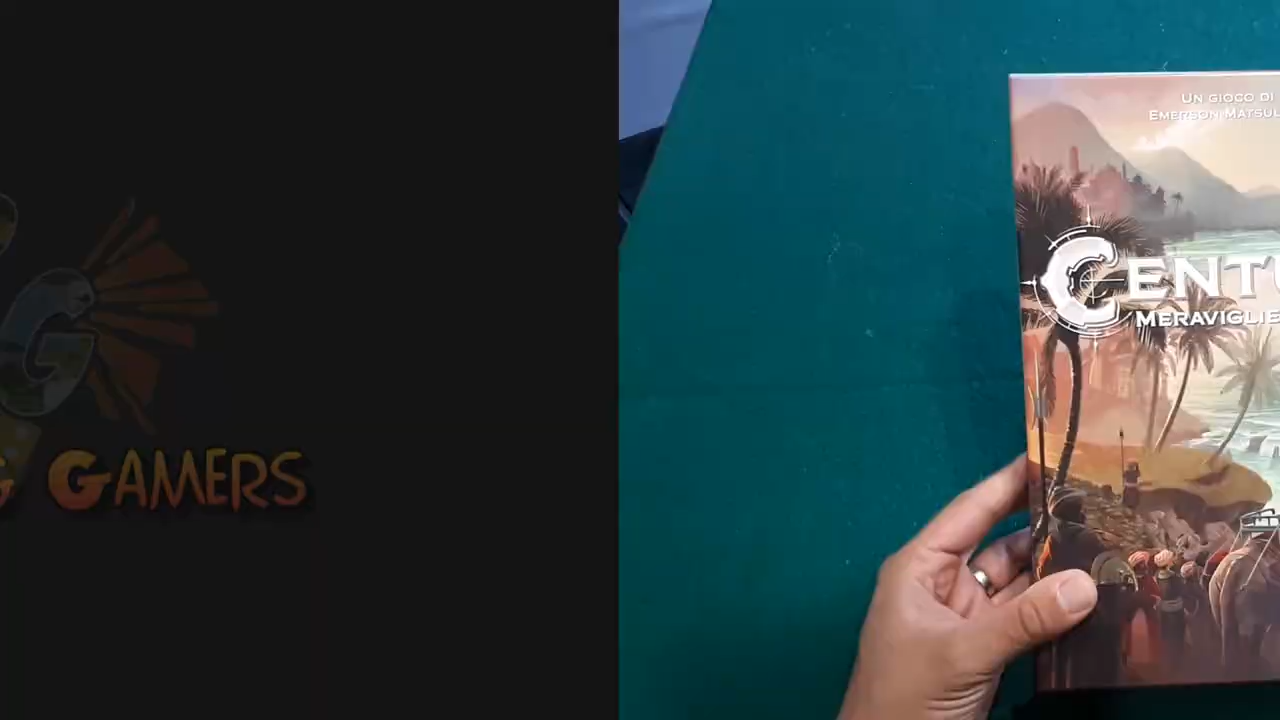 G
GAMERS
UN GIOCO DI
EMERSON MATSU
CENTU
MERAVIGLIE